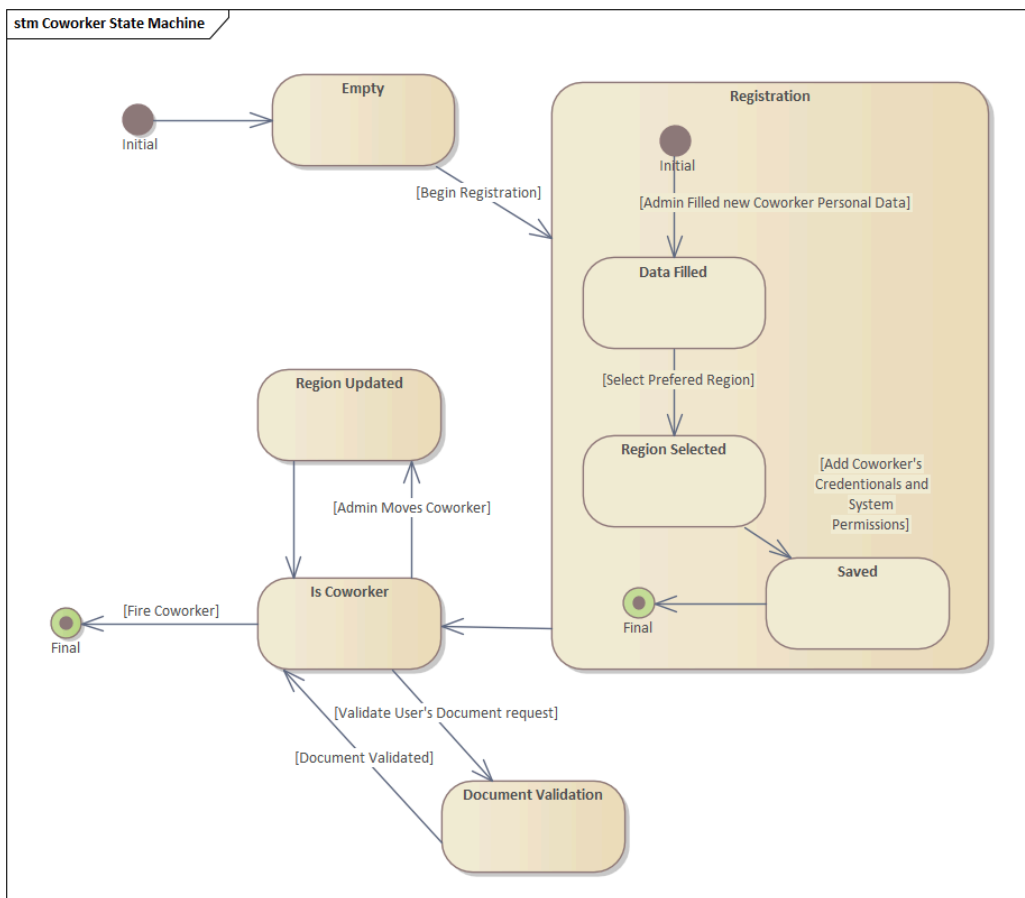 stm Coworker State Machine
Empty
Initial
[Begin Registration]
Registration
Initial
[Admin Filled new Coworker Personal Data]
Data Filled
[Select Prefered Region]
Region Selected
[Add Coworker's
Credentionals and
System
Permissions]
Saved
Final
Region Updated
[Admin Moves Coworker]
Is Coworker
[Fire Coworker]
Final
[Validate User's Document request]
[Document Validated]
Document Validation